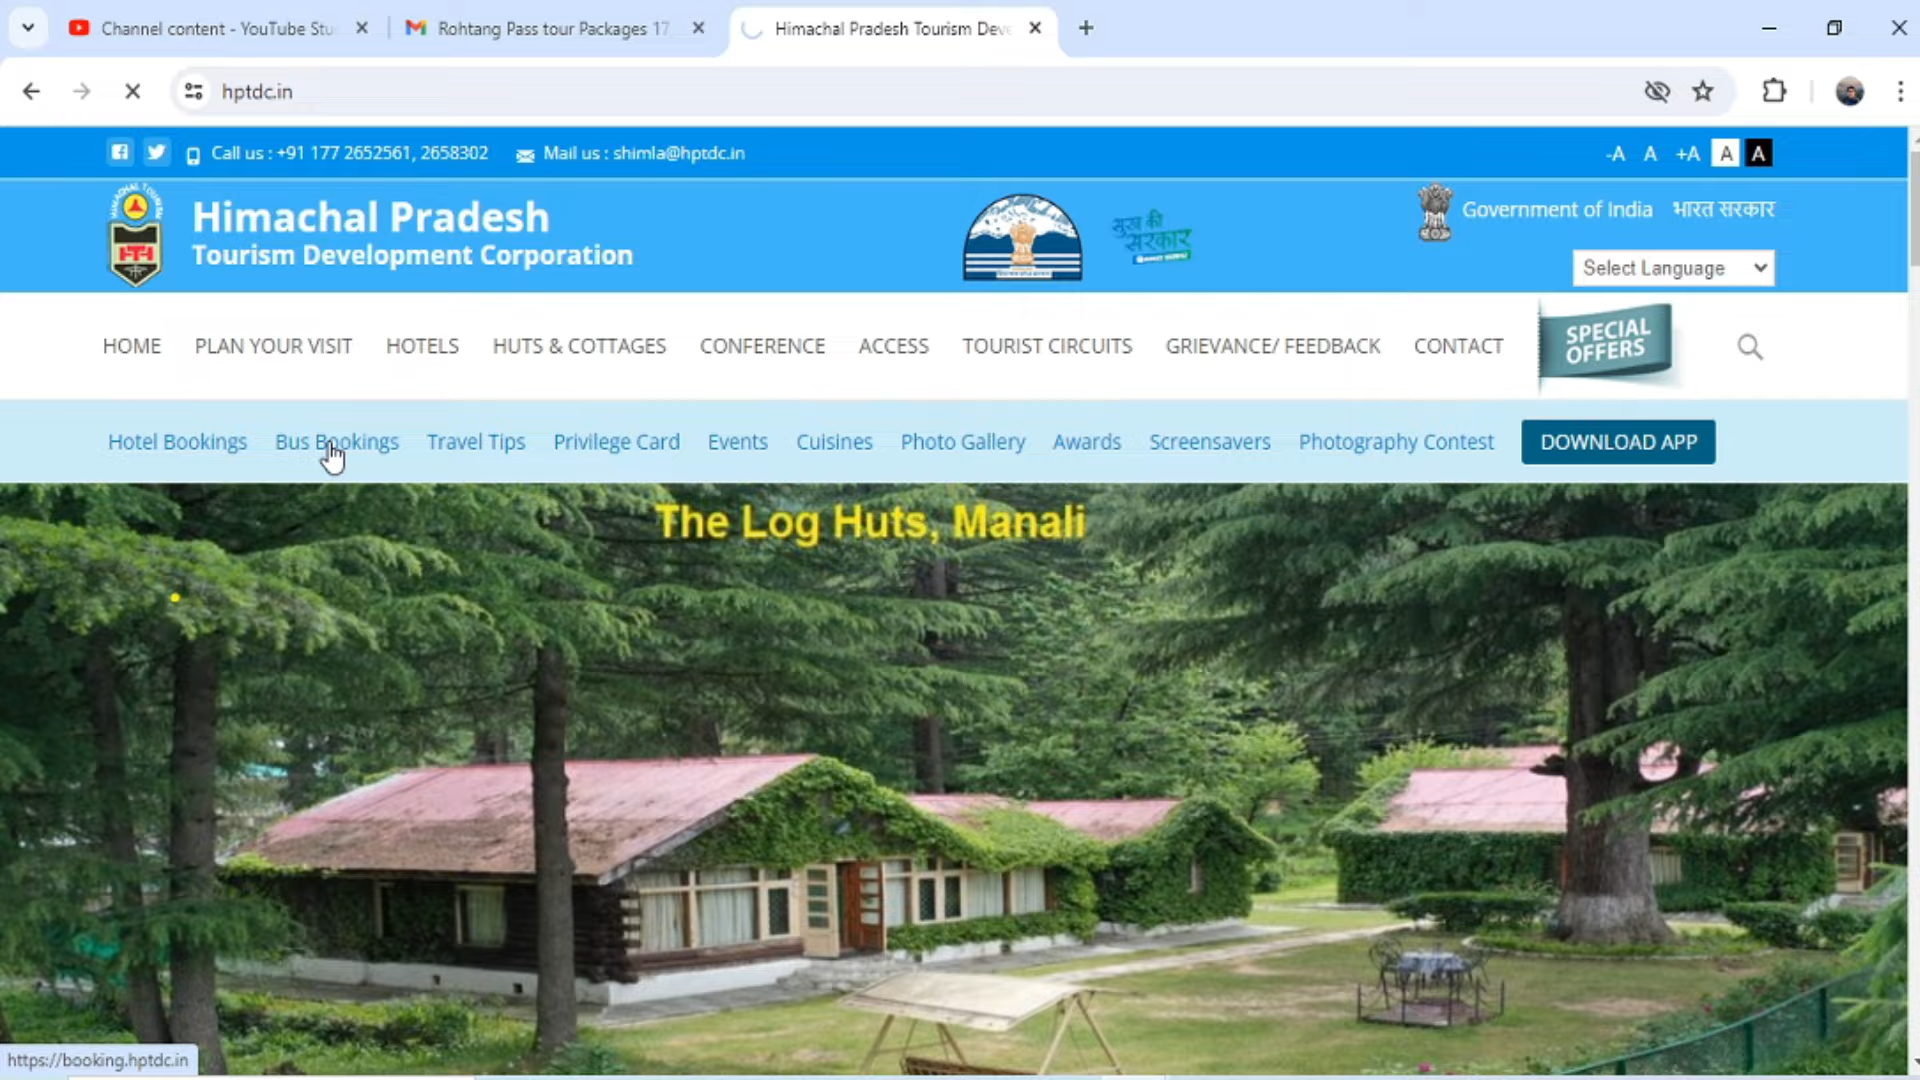 Channel content - YouTube Stu
Rohtang Pass tour Packages 17
Himachal Pradesh Tourism Deve
hptdc.in
Call us : +91 177 2652561, 2658302
Mail us : shimla@hptdc.in
-A A +A A A
Himachal Pradesh
Tourism Development Corporation
सुख की
सरकार
Government of India भारत सरकार
Select Language
HOME PLAN YOUR VISIT HOTELS HUTS & COTTAGES CONFERENCE ACCESS TOURIST CIRCUITS GRIEVANCE/ FEEDBACK CONTACT
SPECIAL
OFFERS
Hotel Bookings Bus Bookings Travel Tips Privilege Card Events Cuisines Photo Gallery Awards Screensavers Photography Contest DOWNLOAD APP
The Log Huts, Manali
https://booking.hptdc.in